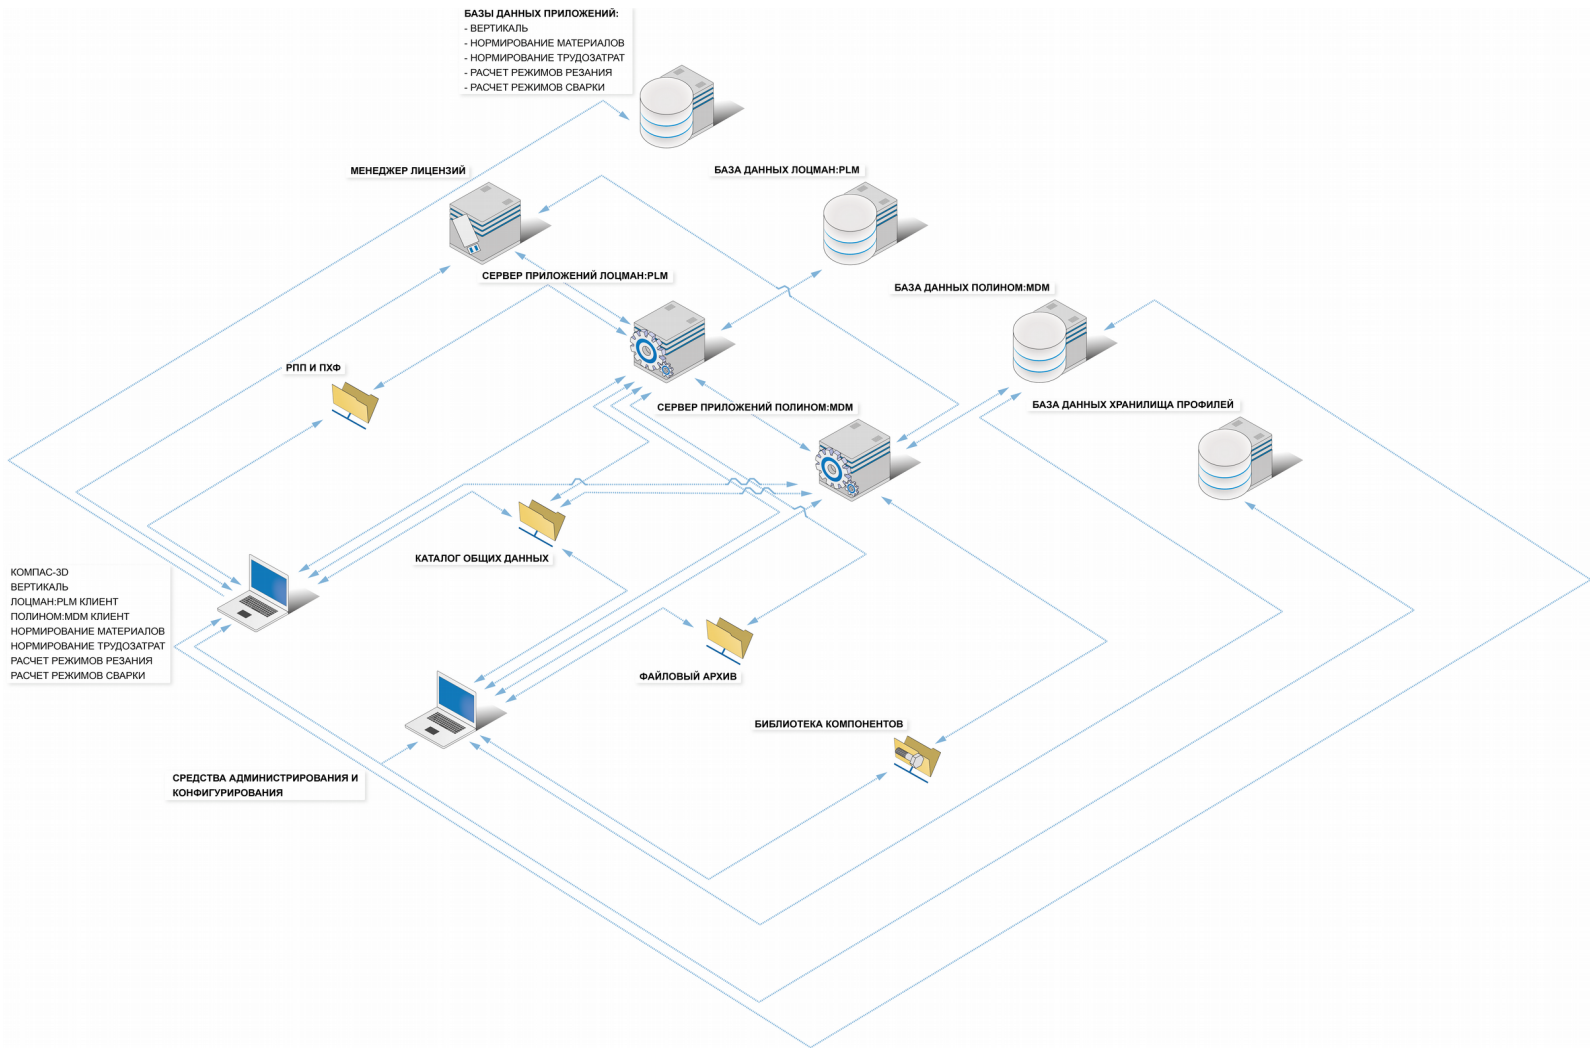 БАЗЫ ДАННЫХ ПРИЛОЖЕНИЙ:
- ВЕРТИКАЛЬ
- НОРМИРОВАНИЕ МАТЕРИАЛОВ
- НОРМИРОВАНИЕ ТРУДОЗАТРАТ
- РАСЧЕТ РЕЖИМОВ РЕЗАНИЯ
- РАСЧЕТ РЕЖИМОВ СВАРКИ
МЕНЕДЖЕР ЛИЦЕНЗИЙ
БАЗА ДАННЫХ ЛОЦМАН:PLM
СЕРВЕР ПРИЛОЖЕНИЙ ЛОЦМАН:PLM
БАЗА ДАННЫХ ПОЛИНОМ:MDM
РПП И ПХФ
СЕРВЕР ПРИЛОЖЕНИЙ ПОЛИНОМ:MDM
БАЗА ДАННЫХ ХРАНИЛИЩА ПРОФИЛЕЙ
КАТАЛОГ ОБЩИХ ДАННЫХ
КОМПАС-3D
ВЕРТИКАЛЬ
ЛОЦМАН:PLM КЛИЕНТ
ПОЛИНОМ:MDM КЛИЕНТ
НОРМИРОВАНИЕ МАТЕРИАЛОВ
НОРМИРОВАНИЕ ТРУДОЗАТРАТ
РАСЧЕТ РЕЖИМОВ РЕЗАНИЯ
РАСЧЕТ РЕЖИМОВ СВАРКИ
ФАЙЛОВЫЙ АРХИВ
БИБЛИОТЕКА КОМПОНЕНТОВ
СРЕДСТВА АДМИНИСТРИРОВАНИЯ И
КОНФИГУРИРОВАНИЯ